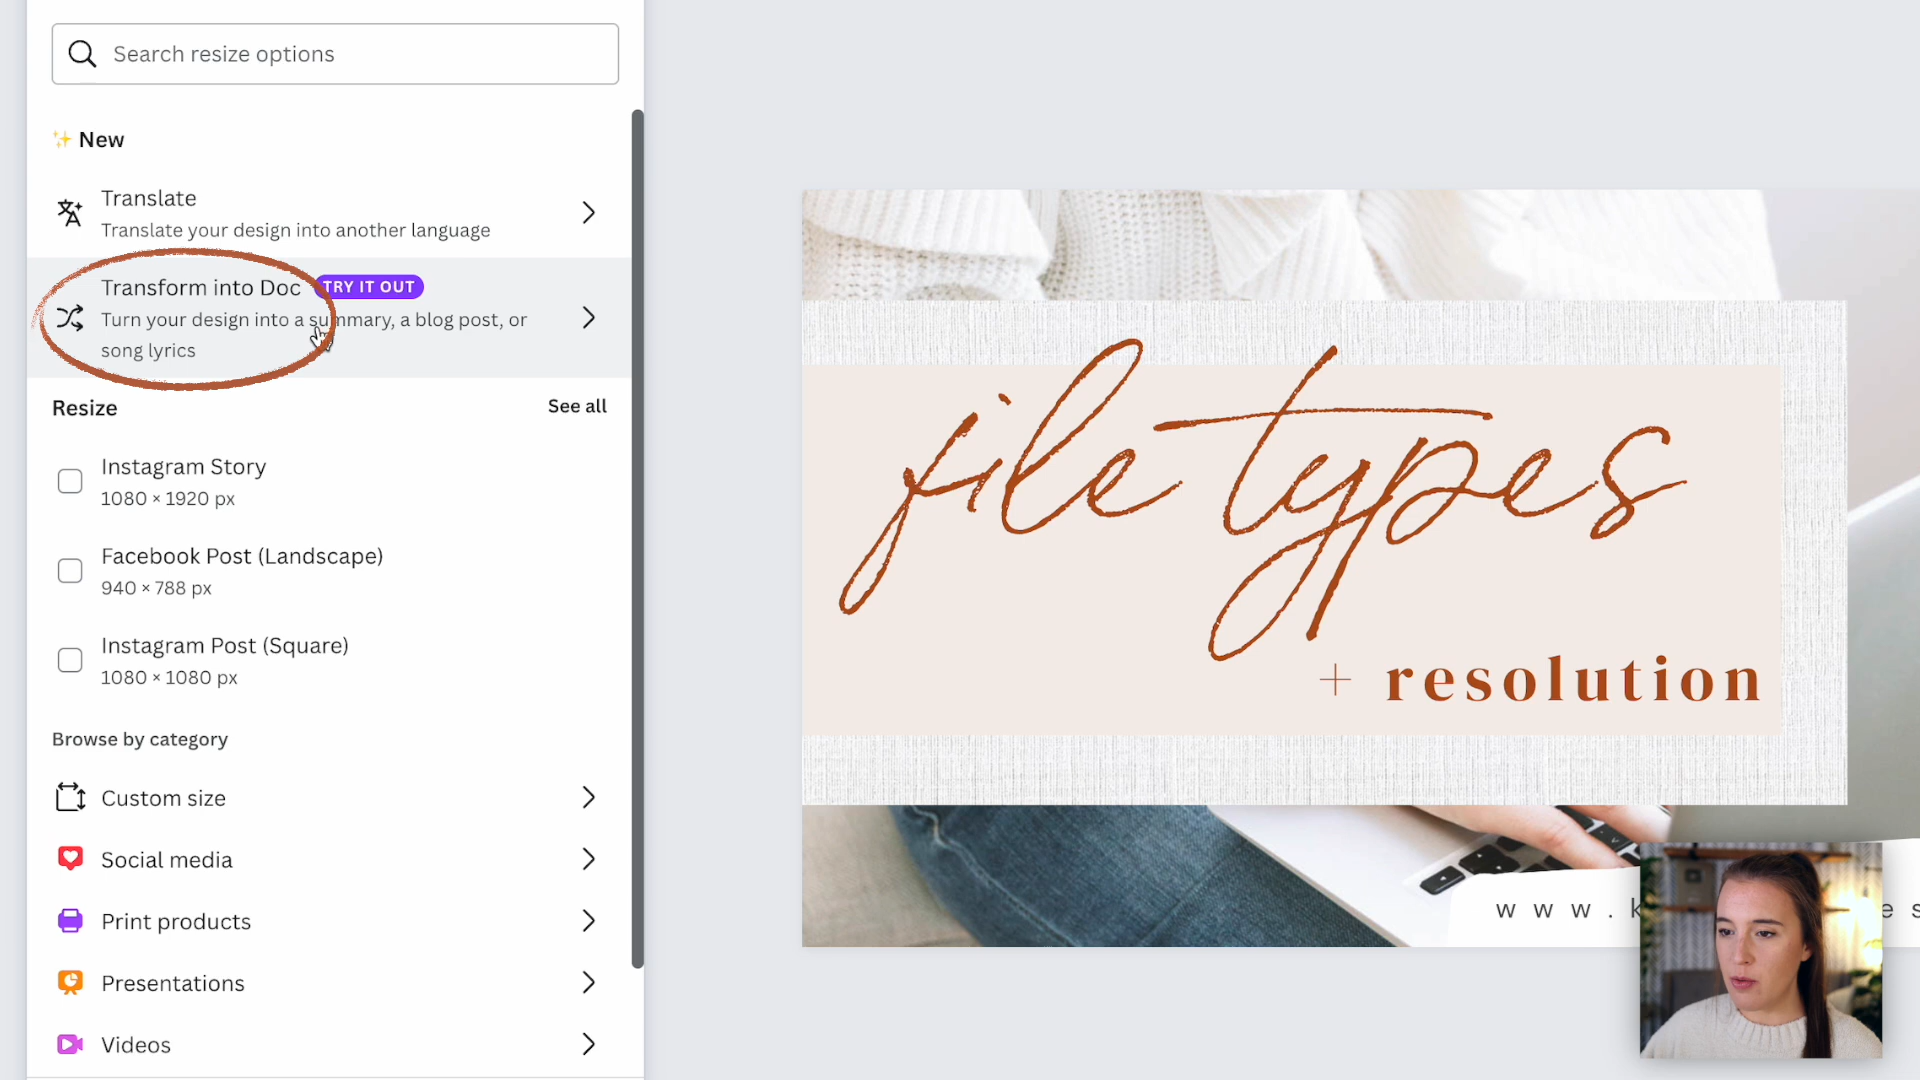 Search resize options
✨ New
Translate
Translate your design into another language
Transform into Doc TRY IT OUT
Turn your design into a summary, a blog post, or
song lyrics
Resize See all
Instagram Story
1080 × 1920 px
Facebook Post (Landscape)
940 × 788 px
Instagram Post (Square)
1080 × 1080 px
Browse by category
Custom size
Social media
Print products
Presentations
Videos
file types
+ resolution
www.